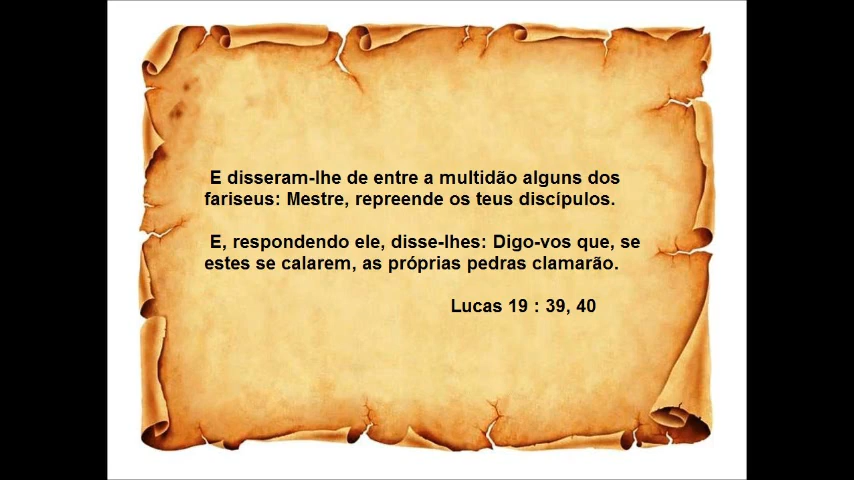 E disseram-lhe de entre a multidão alguns dos
fariseus: Mestre, repreende os teus discípulos.
E, respondendo ele, disse-lhes: Digo-vos que, se
estes se calarem, as próprias pedras clamarão.
Lucas 19 : 39, 40